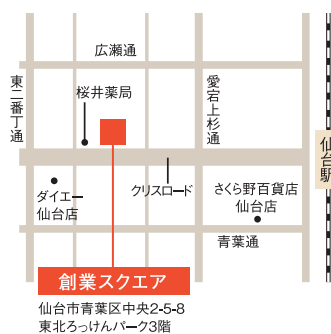 広瀬通
東二番丁通
桜井薬局
愛宕上杉通
仙台駅
クリスロード
ダイエー
仙台店
さくら野百貨店
仙台店
青葉通
創業スクエア
仙台市青葉区中央2-5-8
東北ろっけんパーク3階